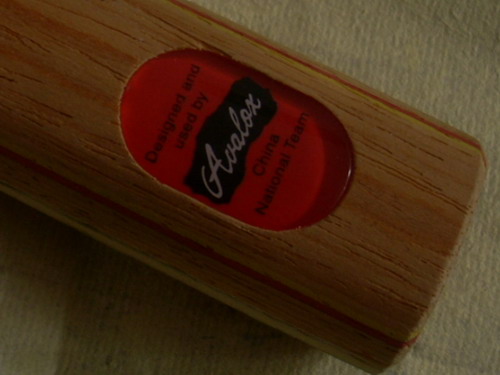 Designed and
used by
Avalox
China
National Team